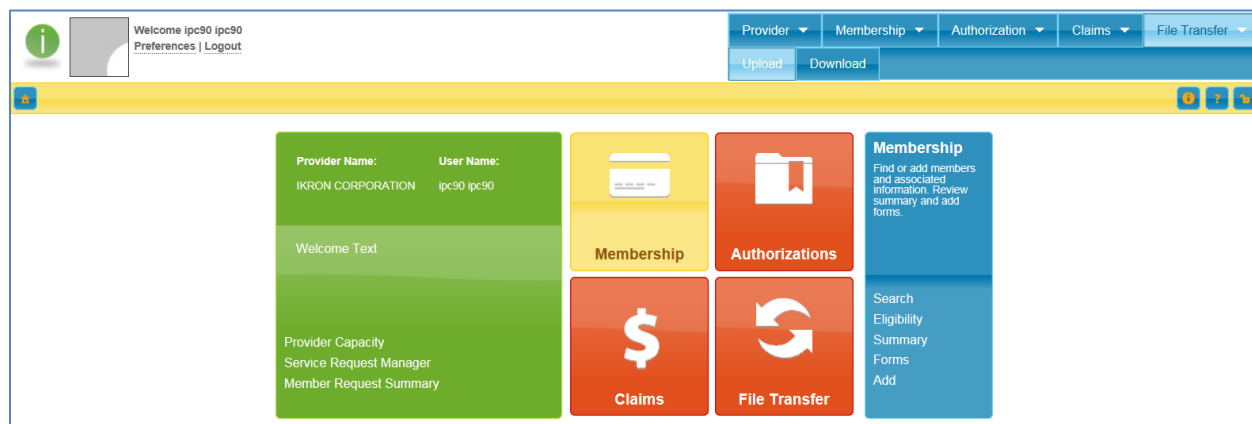 Welcome ipc90 ipc90
Preferences | Logout
Provider
Membership
Authorization
Claims
File Transfer
Upload
Download
Provider Name:
User Name:
IKRON CORPORATION
ipc90 ipc90
Welcome Text
Provider Capacity
Service Request Manager
Member Request Summary
Membership
Authorizations
Claims
File Transfer
Membership
Find or add members
and associated
information. Review
summary and add
forms.
Search
Eligibility
Summary
Forms
Add